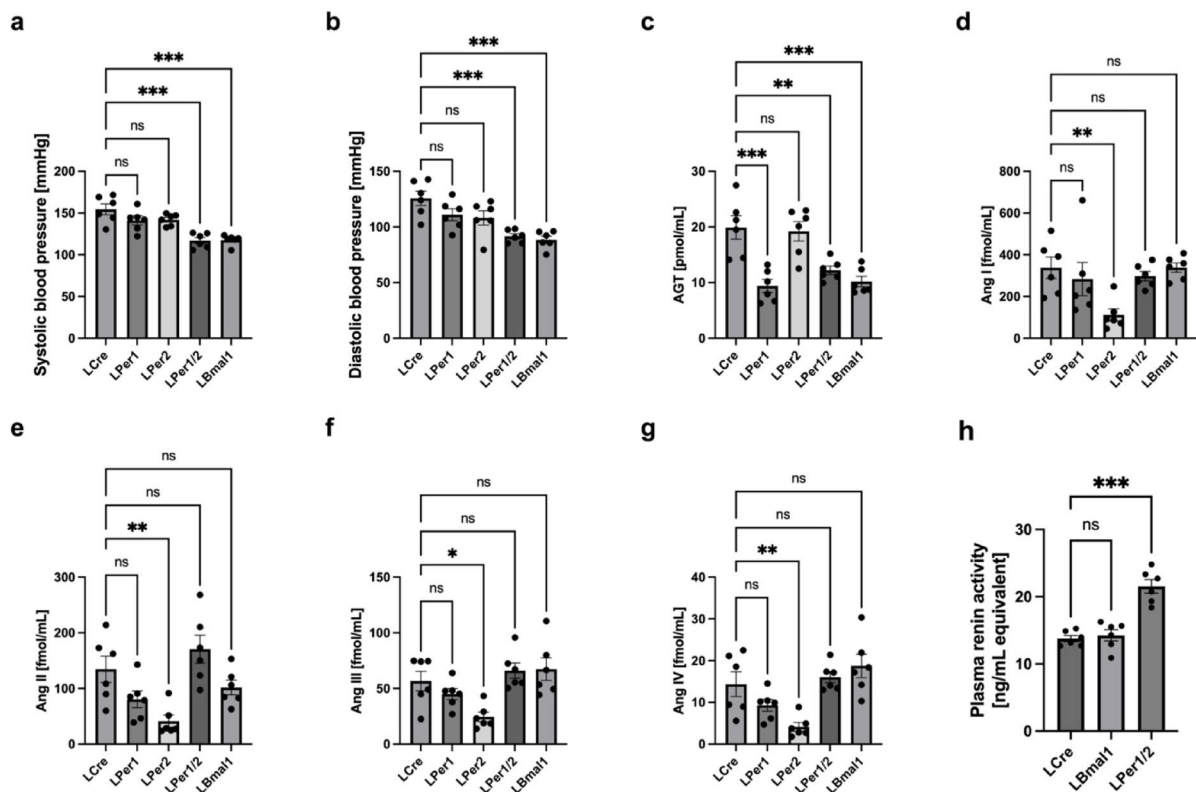 a
***
***
ns
ns
Systolic blood pressure [mmHg]
200
150
100
50
0
LCre
LPer1
LPer2
LPer1/2
LBmal1
b
***
***
ns
ns
Diastolic blood pressure [mmHg]
150
100
50
0
LCre
LPer1
LPer2
LPer1/2
LBmal1
c
***
**
ns
***
AGT [pmol/mL]
30
20
10
0
LCre
LPer1
LPer2
LPer1/2
LBmal1
d
ns
ns
**
ns
Ang I [fmol/mL]
800
600
400
200
0
LCre
LPer1
LPer2
LPer1/2
LBmal1
e
ns
ns
**
ns
Ang II [fmol/mL]
300
200
100
0
LCre
LPer1
LPer2
LPer1/2
LBmal1
f
ns
ns
*
ns
Ang III [fmol/mL]
150
100
50
0
LCre
LPer1
LPer2
LPer1/2
LBmal1
g
ns
ns
**
ns
Ang IV [fmol/mL]
40
30
20
10
0
LCre
LPer1
LPer2
LPer1/2
LBmal1
h
***
ns
Plasma renin activity
[ng/mL equivalent]
30
20
10
0
LCre
LBmal1
LPer1/2